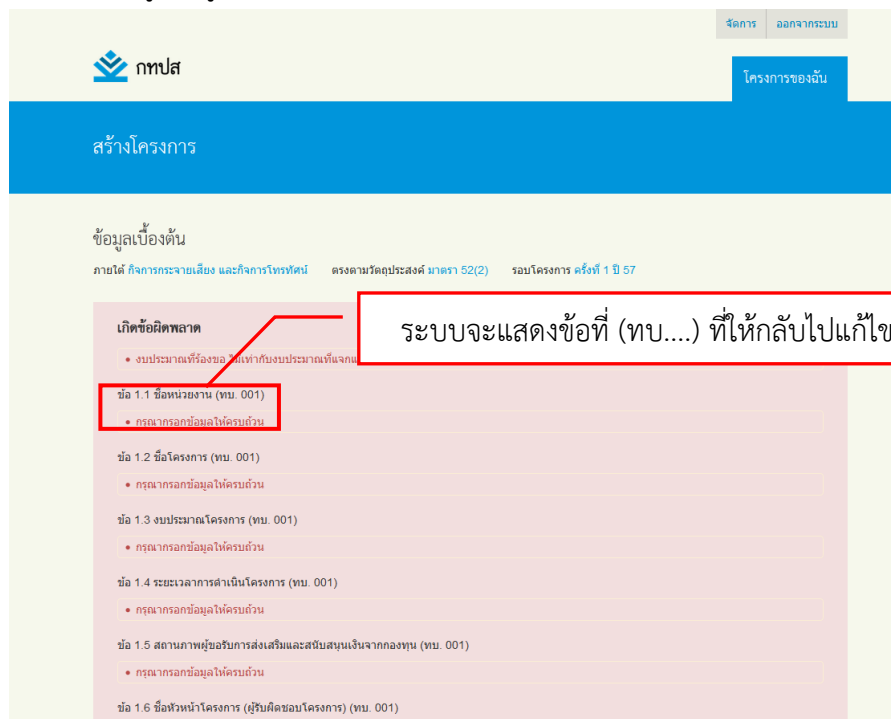 จัดการ ออกจากระบบ
กทปส
โครงการของฉัน
สร้างโครงการ
ข้อมูลเบื้องต้น
ภายใต้ กิจการกระจายเสียง และกิจการโทรทัศน์ ตรงตามวัตถุประสงค์ มาตรา 52(2) รอบโครงการ ครั้งที่ 1 ปี 57
ระบบจะแสดงข้อที่ (ทบ....) ที่ให้กลับไปแก้ไข
เกิดข้อผิดพลาด
• งบประมาณที่ร้องขอ ไม่เท่ากับงบประมาณที่แจกแ
ข้อ 1.1 ชื่อหน่วยงาน (ทบ. 001)
• กรุณากรอกข้อมูลให้ครบถ้วน
ข้อ 1.2 ชื่อโครงการ (ทบ. 001)
• กรุณากรอกข้อมูลให้ครบถ้วน
ข้อ 1.3 งบประมาณโครงการ (ทบ. 001)
• กรุณากรอกข้อมูลให้ครบถ้วน
ข้อ 1.4 ระยะเวลาการดำเนินโครงการ (ทบ. 001)
• กรุณากรอกข้อมูลให้ครบถ้วน
ข้อ 1.5 สถานภาพผู้ขอรับการส่งเสริมและสนับสนุนเงินจากกองทุน (ทบ. 001)
• กรุณากรอกข้อมูลให้ครบถ้วน
ข้อ 1.6 ชื่อหัวหน้าโครงการ (ผู้รับผิดชอบโครงการ) (ทบ. 001)